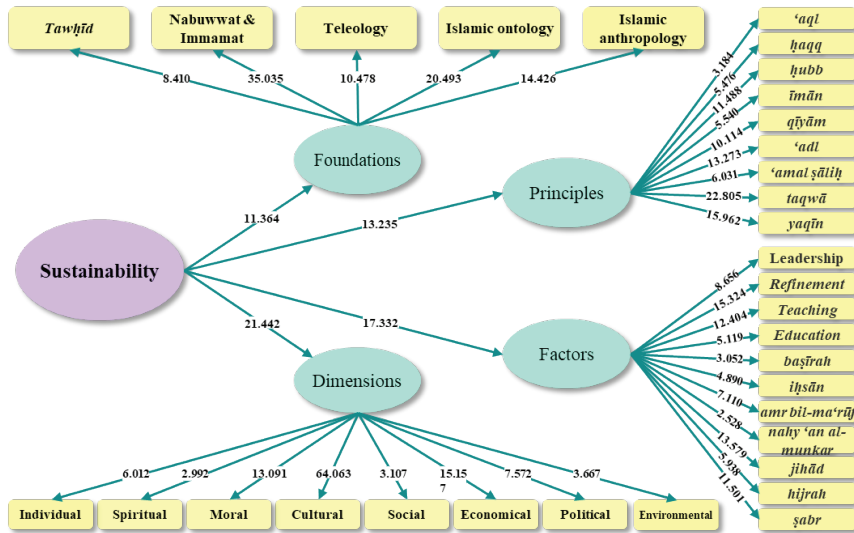 Tawḥīd
Nabuwwat &
Immamat
Teleology
Islamic ontology
Islamic
anthropology
8.410
35.035
10.478
20.493
14.426
Foundations
Sustainability
11.364
13.235
21.442
17.332
Principles
3.184
5.476
11.488
5.540
10.114
13.273
6.031
22.805
15.962
ʻaql
ḥaqq
ḥubb
īmān
qīyām
ʻadl
ʻamal ṣāliḥ
taqwā
yaqīn
Factors
8.656
15.324
12.404
5.119
3.052
4.890
7.110
2.528
13.579
5.938
11.501
Leadership
Refinement
Teaching
Education
baṣīrah
iḥsān
amr bil-maʻrūf
nahy ʻan al-
munkar
jihād
hijrah
ṣabr
Dimensions
6.012
2.992
13.091
64.063
3.107
15.15
7
7.572
3.667
Individual
Spiritual
Moral
Cultural
Social
Economical
Political
Environmental